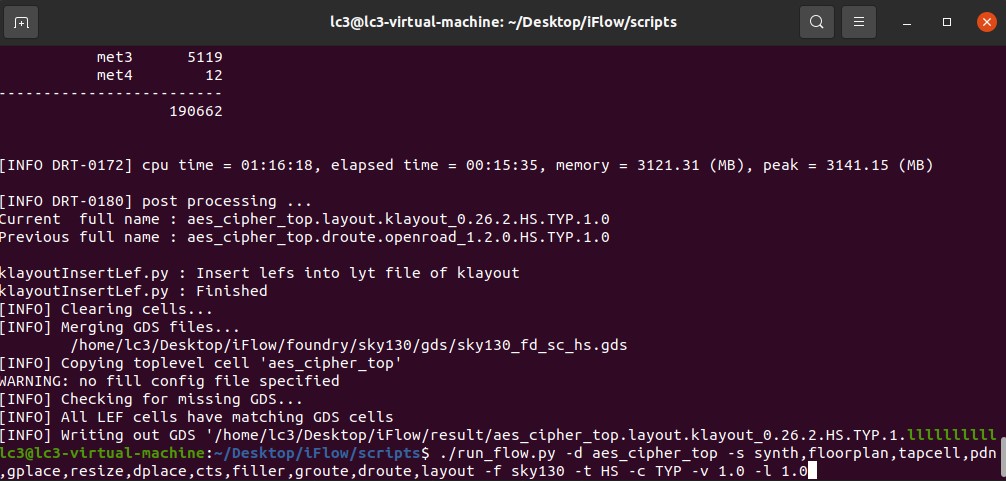 lc3@lc3-virtual-machine: ~/Desktop/iFlow/scripts
met3 5119
met4 12
-------------------------
190662
[INFO DRT-0172] cpu time = 01:16:18, elapsed time = 00:15:35, memory = 3121.31 (MB), peak = 3141.15 (MB)
[INFO DRT-0180] post processing ...
Current  full name : aes_cipher_top.layout.klayout_0.26.2.HS.TYP.1.0
Previous full name : aes_cipher_top.droute.openroad_1.2.0.HS.TYP.1.0
klayoutInsertLef.py : Insert lefs into lyt file of klayout
klayoutInsertLef.py : Finished
[INFO] Clearing cells...
[INFO] Merging GDS files...
/home/lc3/Desktop/iFlow/foundry/sky130/gds/sky130_fd_sc_hs.gds
[INFO] Copying toplevel cell 'aes_cipher_top'
WARNING: no fill config file specified
[INFO] Checking for missing GDS...
[INFO] All LEF cells have matching GDS cells
[INFO] Writing out GDS '/home/lc3/Desktop/iFlow/result/aes_cipher_top.layout.klayout_0.26.2.HS.TYP.1.llllllllll
lc3@lc3-virtual-machine:~/Desktop/iFlow/scripts$ ./run_flow.py -d aes_cipher_top -s synth,floorplan,tapcell,pdn
,gplace,resize,dplace,cts,filler,groute,droute,layout -f sky130 -t HS -c TYP -v 1.0 -l 1.0